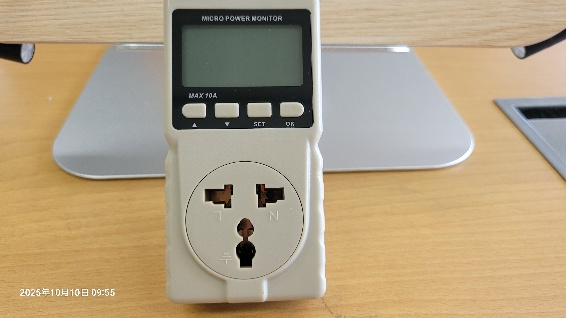 MICRO POWER MONITOR
MAX 10A
▲ ▼ SET OK
L N
2025年10月10日 09:55